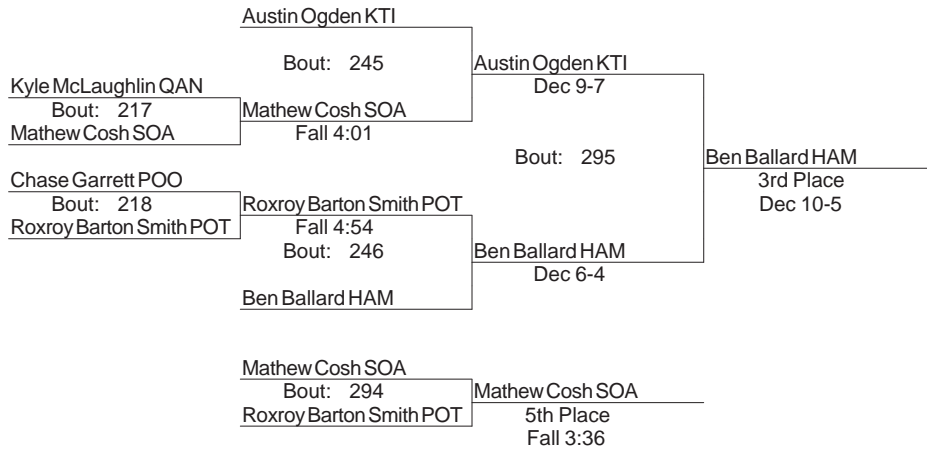 Austin Ogden KTI
Bout: 245
Austin Ogden KTI
Kyle McLaughlin QAN
Dec 9-7
Bout: 217
Mathew Cosh SOA
Mathew Cosh SOA
Fall 4:01
Bout: 295
Ben Ballard HAM
Chase Garrett POO
3rd Place
Bout: 218
Roxroy Barton Smith POT
Dec 10-5
Roxroy Barton Smith POT
Fall 4:54
Bout: 246
Ben Ballard HAM
Dec 6-4
Ben Ballard HAM
Mathew Cosh SOA
Bout: 294
Mathew Cosh SOA
Roxroy Barton Smith POT
5th Place
Fall 3:36